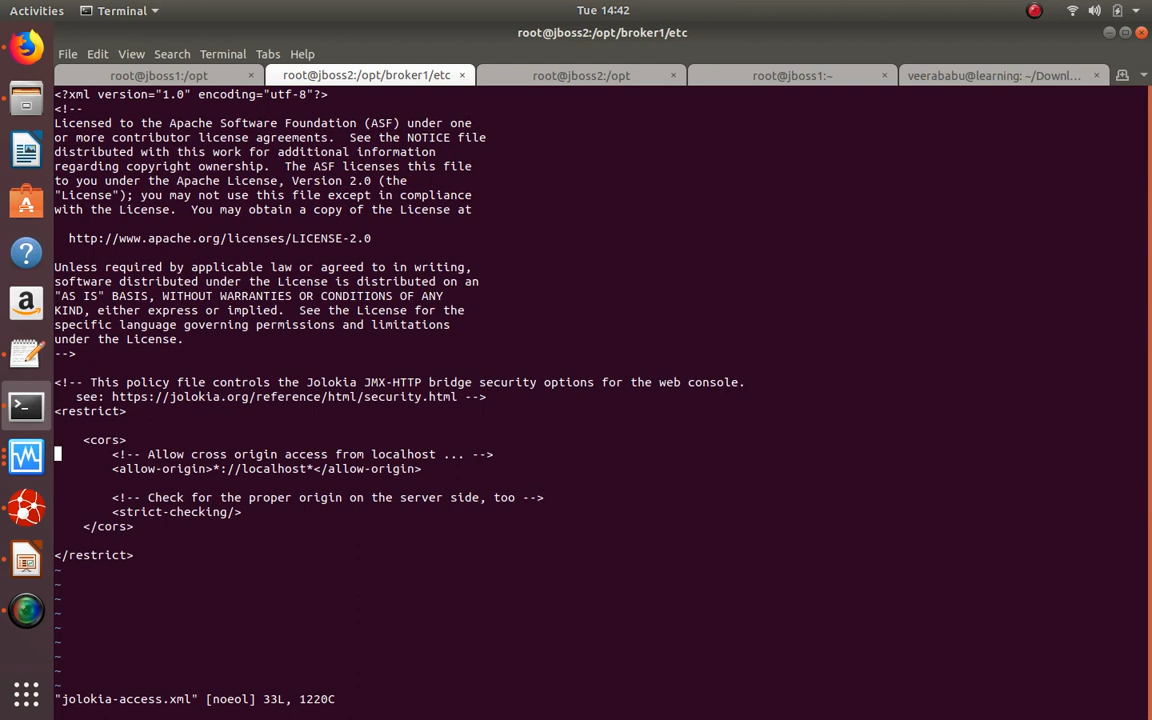 Activities Terminal Tue 14:42
root@jboss2:/opt/broker1/etc
File Edit View Search Terminal Tabs Help
root@jboss1:/opt × root@jboss2:/opt/broker1/etc × root@jboss2:/opt × root@jboss1:~ × veerababu@learning: ~/Downl... ×
<?xml version="1.0" encoding="utf-8"?>
<!--
Licensed to the Apache Software Foundation (ASF) under one
or more contributor license agreements.  See the NOTICE file
distributed with this work for additional information
regarding copyright ownership.  The ASF licenses this file
to you under the Apache License, Version 2.0 (the
"License"); you may not use this file except in compliance
with the License.  You may obtain a copy of the License at
  http://www.apache.org/licenses/LICENSE-2.0
Unless required by applicable law or agreed to in writing,
software distributed under the License is distributed on an
"AS IS" BASIS, WITHOUT WARRANTIES OR CONDITIONS OF ANY
KIND, either express or implied.  See the License for the
specific language governing permissions and limitations
under the License.
-->
<!-- This policy file controls the Jolokia JMX-HTTP bridge security options for the web console.
   see: https://jolokia.org/reference/html/security.html -->
<restrict>
    <cors>
        <!-- Allow cross origin access from localhost ... -->
        <allow-origin>*://localhost*</allow-origin>
        <!-- Check for the proper origin on the server side, too -->
        <strict-checking/>
    </cors>
</restrict>
~
~
~
~
~
~
~
~
~
"jolokia-access.xml" [noeol] 33L, 1220C